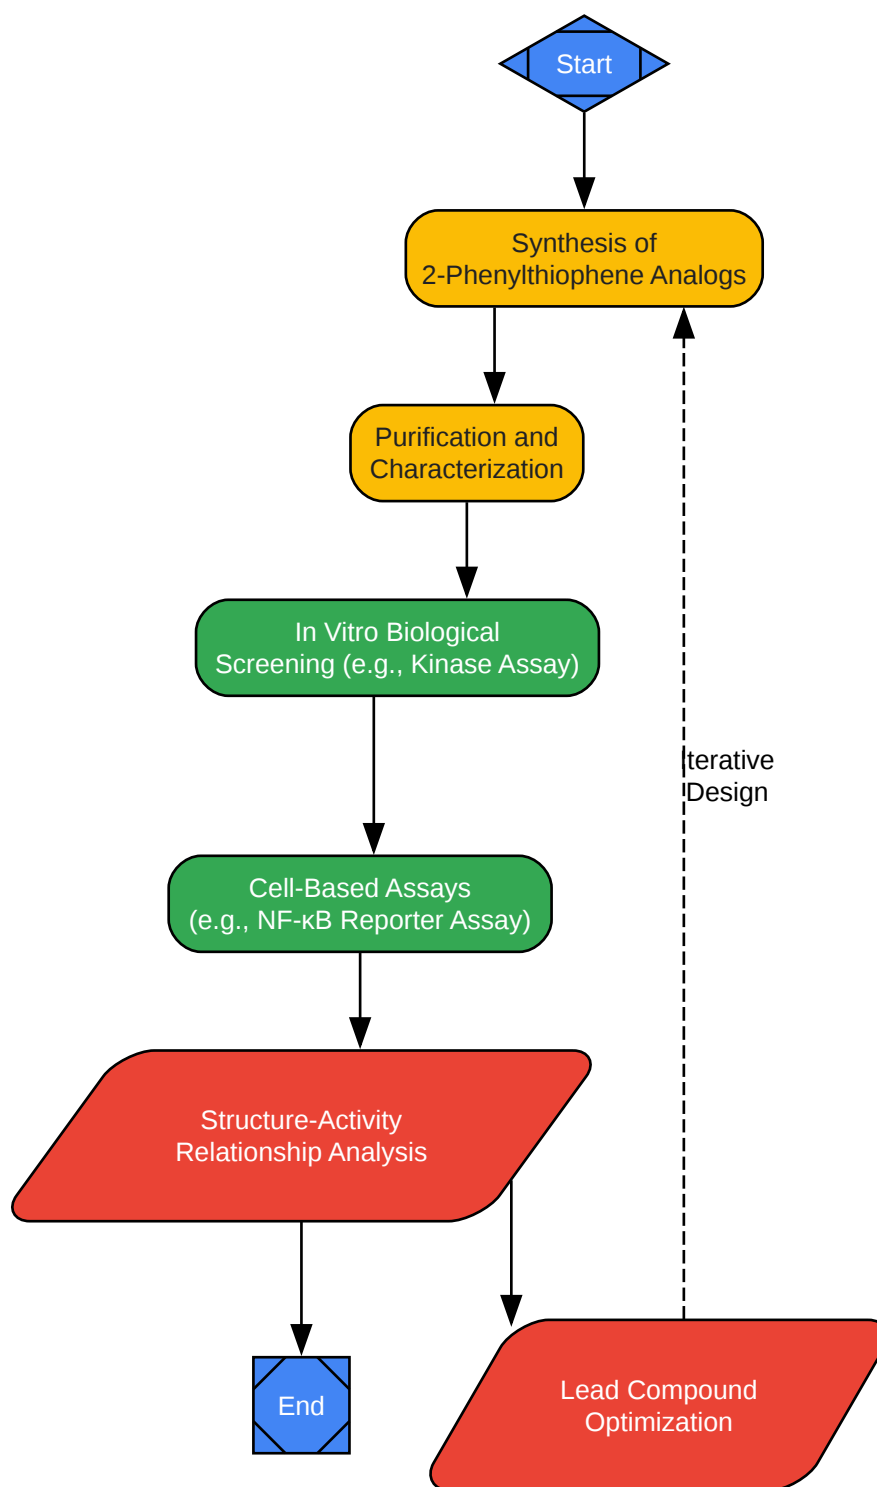 Start
Synthesis of
2-Phenylthiophene Analogs
Purification and
Characterization
In Vitro Biological
Screening (e.g., Kinase Assay)
Iterative
Design
Cell-Based Assays
(e.g., NF-κB Reporter Assay)
Structure-Activity
Relationship Analysis
End
Lead Compound
Optimization